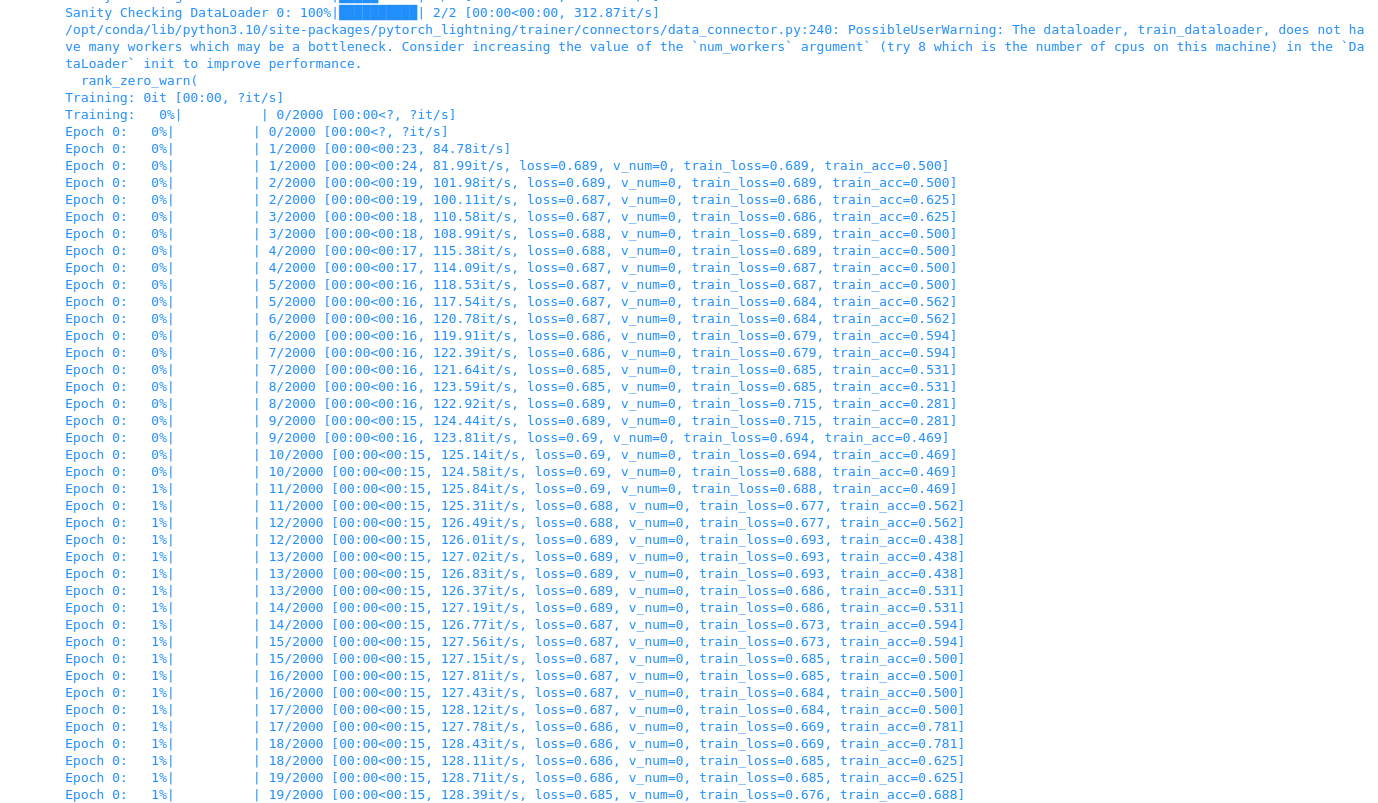 Sanity Checking DataLoader 0: 100%|██████████| 2/2 [00:00<00:00, 312.87it/s]
/opt/conda/lib/python3.10/site-packages/pytorch_lightning/trainer/connectors/data_connector.py:240: PossibleUserWarning: The dataloader, train_dataloader, does not ha
ve many workers which may be a bottleneck. Consider increasing the value of the `num_workers` argument` (try 8 which is the number of cpus on this machine) in the `Da
taLoader` init to improve performance.
  rank_zero_warn(
Training: 0it [00:00, ?it/s]
Training:   0%|          | 0/2000 [00:00<?, ?it/s]
Epoch 0:   0%|          | 0/2000 [00:00<?, ?it/s]
Epoch 0:   0%|          | 1/2000 [00:00<00:23, 84.78it/s]
Epoch 0:   0%|          | 1/2000 [00:00<00:24, 81.99it/s, loss=0.689, v_num=0, train_loss=0.689, train_acc=0.500]
Epoch 0:   0%|          | 2/2000 [00:00<00:19, 101.98it/s, loss=0.689, v_num=0, train_loss=0.689, train_acc=0.500]
Epoch 0:   0%|          | 2/2000 [00:00<00:19, 100.11it/s, loss=0.687, v_num=0, train_loss=0.686, train_acc=0.625]
Epoch 0:   0%|          | 3/2000 [00:00<00:18, 110.58it/s, loss=0.687, v_num=0, train_loss=0.686, train_acc=0.625]
Epoch 0:   0%|          | 3/2000 [00:00<00:18, 108.99it/s, loss=0.688, v_num=0, train_loss=0.689, train_acc=0.500]
Epoch 0:   0%|          | 4/2000 [00:00<00:17, 115.38it/s, loss=0.688, v_num=0, train_loss=0.689, train_acc=0.500]
Epoch 0:   0%|          | 4/2000 [00:00<00:17, 114.09it/s, loss=0.687, v_num=0, train_loss=0.687, train_acc=0.500]
Epoch 0:   0%|          | 5/2000 [00:00<00:16, 118.53it/s, loss=0.687, v_num=0, train_loss=0.687, train_acc=0.500]
Epoch 0:   0%|          | 5/2000 [00:00<00:16, 117.54it/s, loss=0.687, v_num=0, train_loss=0.684, train_acc=0.562]
Epoch 0:   0%|          | 6/2000 [00:00<00:16, 120.78it/s, loss=0.687, v_num=0, train_loss=0.684, train_acc=0.562]
Epoch 0:   0%|          | 6/2000 [00:00<00:16, 119.91it/s, loss=0.686, v_num=0, train_loss=0.679, train_acc=0.594]
Epoch 0:   0%|          | 7/2000 [00:00<00:16, 122.39it/s, loss=0.686, v_num=0, train_loss=0.679, train_acc=0.594]
Epoch 0:   0%|          | 7/2000 [00:00<00:16, 121.64it/s, loss=0.685, v_num=0, train_loss=0.685, train_acc=0.531]
Epoch 0:   0%|          | 8/2000 [00:00<00:16, 123.59it/s, loss=0.685, v_num=0, train_loss=0.685, train_acc=0.531]
Epoch 0:   0%|          | 8/2000 [00:00<00:16, 122.92it/s, loss=0.689, v_num=0, train_loss=0.715, train_acc=0.281]
Epoch 0:   0%|          | 9/2000 [00:00<00:15, 124.44it/s, loss=0.689, v_num=0, train_loss=0.715, train_acc=0.281]
Epoch 0:   0%|          | 9/2000 [00:00<00:16, 123.81it/s, loss=0.69, v_num=0, train_loss=0.694, train_acc=0.469]
Epoch 0:   0%|          | 10/2000 [00:00<00:15, 125.14it/s, loss=0.69, v_num=0, train_loss=0.694, train_acc=0.469]
Epoch 0:   0%|          | 10/2000 [00:00<00:15, 124.58it/s, loss=0.69, v_num=0, train_loss=0.688, train_acc=0.469]
Epoch 0:   1%|          | 11/2000 [00:00<00:15, 125.84it/s, loss=0.69, v_num=0, train_loss=0.688, train_acc=0.469]
Epoch 0:   1%|          | 11/2000 [00:00<00:15, 125.31it/s, loss=0.688, v_num=0, train_loss=0.677, train_acc=0.562]
Epoch 0:   1%|          | 12/2000 [00:00<00:15, 126.49it/s, loss=0.688, v_num=0, train_loss=0.677, train_acc=0.562]
Epoch 0:   1%|          | 12/2000 [00:00<00:15, 126.01it/s, loss=0.689, v_num=0, train_loss=0.693, train_acc=0.438]
Epoch 0:   1%|          | 13/2000 [00:00<00:15, 127.02it/s, loss=0.689, v_num=0, train_loss=0.693, train_acc=0.438]
Epoch 0:   1%|          | 13/2000 [00:00<00:15, 126.83it/s, loss=0.689, v_num=0, train_loss=0.693, train_acc=0.438]
Epoch 0:   1%|          | 13/2000 [00:00<00:15, 126.37it/s, loss=0.689, v_num=0, train_loss=0.686, train_acc=0.531]
Epoch 0:   1%|          | 14/2000 [00:00<00:15, 127.19it/s, loss=0.689, v_num=0, train_loss=0.686, train_acc=0.531]
Epoch 0:   1%|          | 14/2000 [00:00<00:15, 126.77it/s, loss=0.687, v_num=0, train_loss=0.673, train_acc=0.594]
Epoch 0:   1%|          | 15/2000 [00:00<00:15, 127.56it/s, loss=0.687, v_num=0, train_loss=0.673, train_acc=0.594]
Epoch 0:   1%|          | 15/2000 [00:00<00:15, 127.15it/s, loss=0.687, v_num=0, train_loss=0.685, train_acc=0.500]
Epoch 0:   1%|          | 16/2000 [00:00<00:15, 127.81it/s, loss=0.687, v_num=0, train_loss=0.685, train_acc=0.500]
Epoch 0:   1%|          | 16/2000 [00:00<00:15, 127.43it/s, loss=0.687, v_num=0, train_loss=0.684, train_acc=0.500]
Epoch 0:   1%|          | 17/2000 [00:00<00:15, 128.12it/s, loss=0.687, v_num=0, train_loss=0.684, train_acc=0.500]
Epoch 0:   1%|          | 17/2000 [00:00<00:15, 127.78it/s, loss=0.686, v_num=0, train_loss=0.669, train_acc=0.781]
Epoch 0:   1%|          | 18/2000 [00:00<00:15, 128.43it/s, loss=0.686, v_num=0, train_loss=0.669, train_acc=0.781]
Epoch 0:   1%|          | 18/2000 [00:00<00:15, 128.11it/s, loss=0.686, v_num=0, train_loss=0.685, train_acc=0.625]
Epoch 0:   1%|          | 19/2000 [00:00<00:15, 128.71it/s, loss=0.686, v_num=0, train_loss=0.685, train_acc=0.625]
Epoch 0:   1%|          | 19/2000 [00:00<00:15, 128.39it/s, loss=0.685, v_num=0, train_loss=0.676, train_acc=0.688]